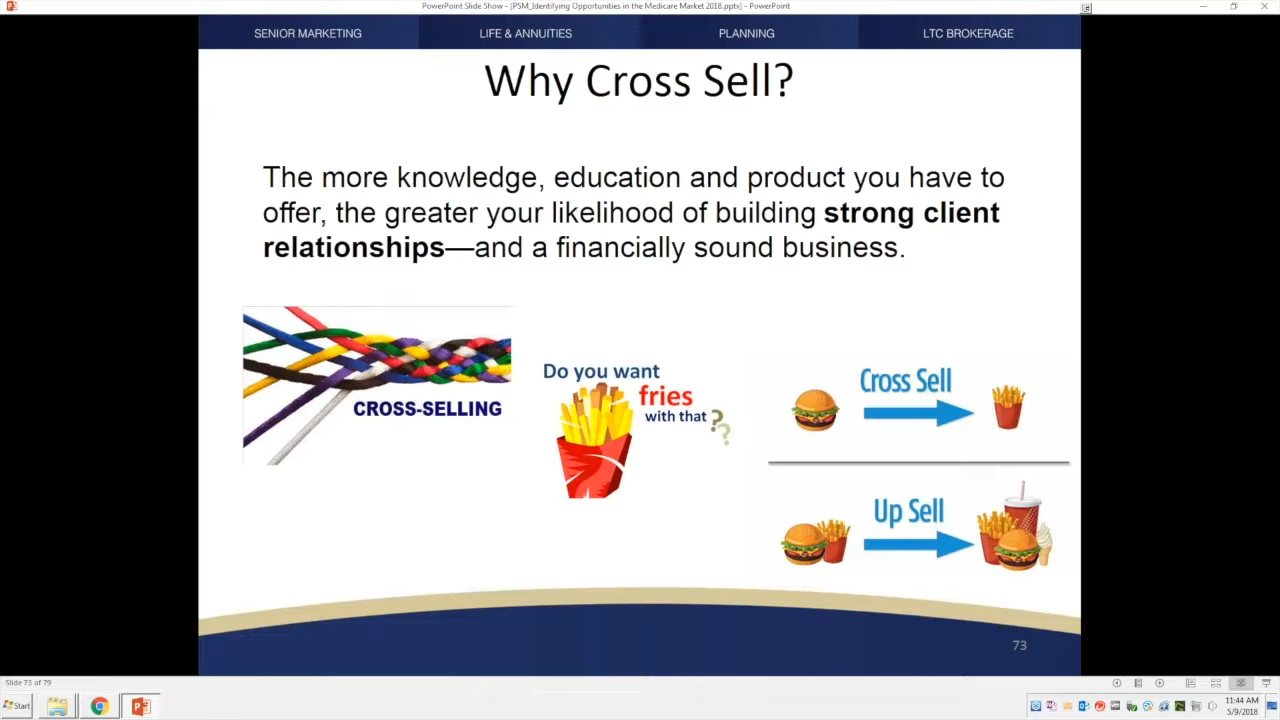 PowerPoint Slide Show - [PSM_Identifying Opportunities in the Medicare Market 2018.pptx] - PowerPoint
SENIOR MARKETING
LIFE & ANNUITIES
PLANNING
LTC BROKERAGE
Why Cross Sell?
The more knowledge, education and product you have to
offer, the greater your likelihood of building strong client
relationships—and a financially sound business.
CROSS-SELLING
Do you want
fries
with that
??
Cross Sell
Up Sell
73
Slide 73 of 79
Start
11:44 AM
5/9/2018